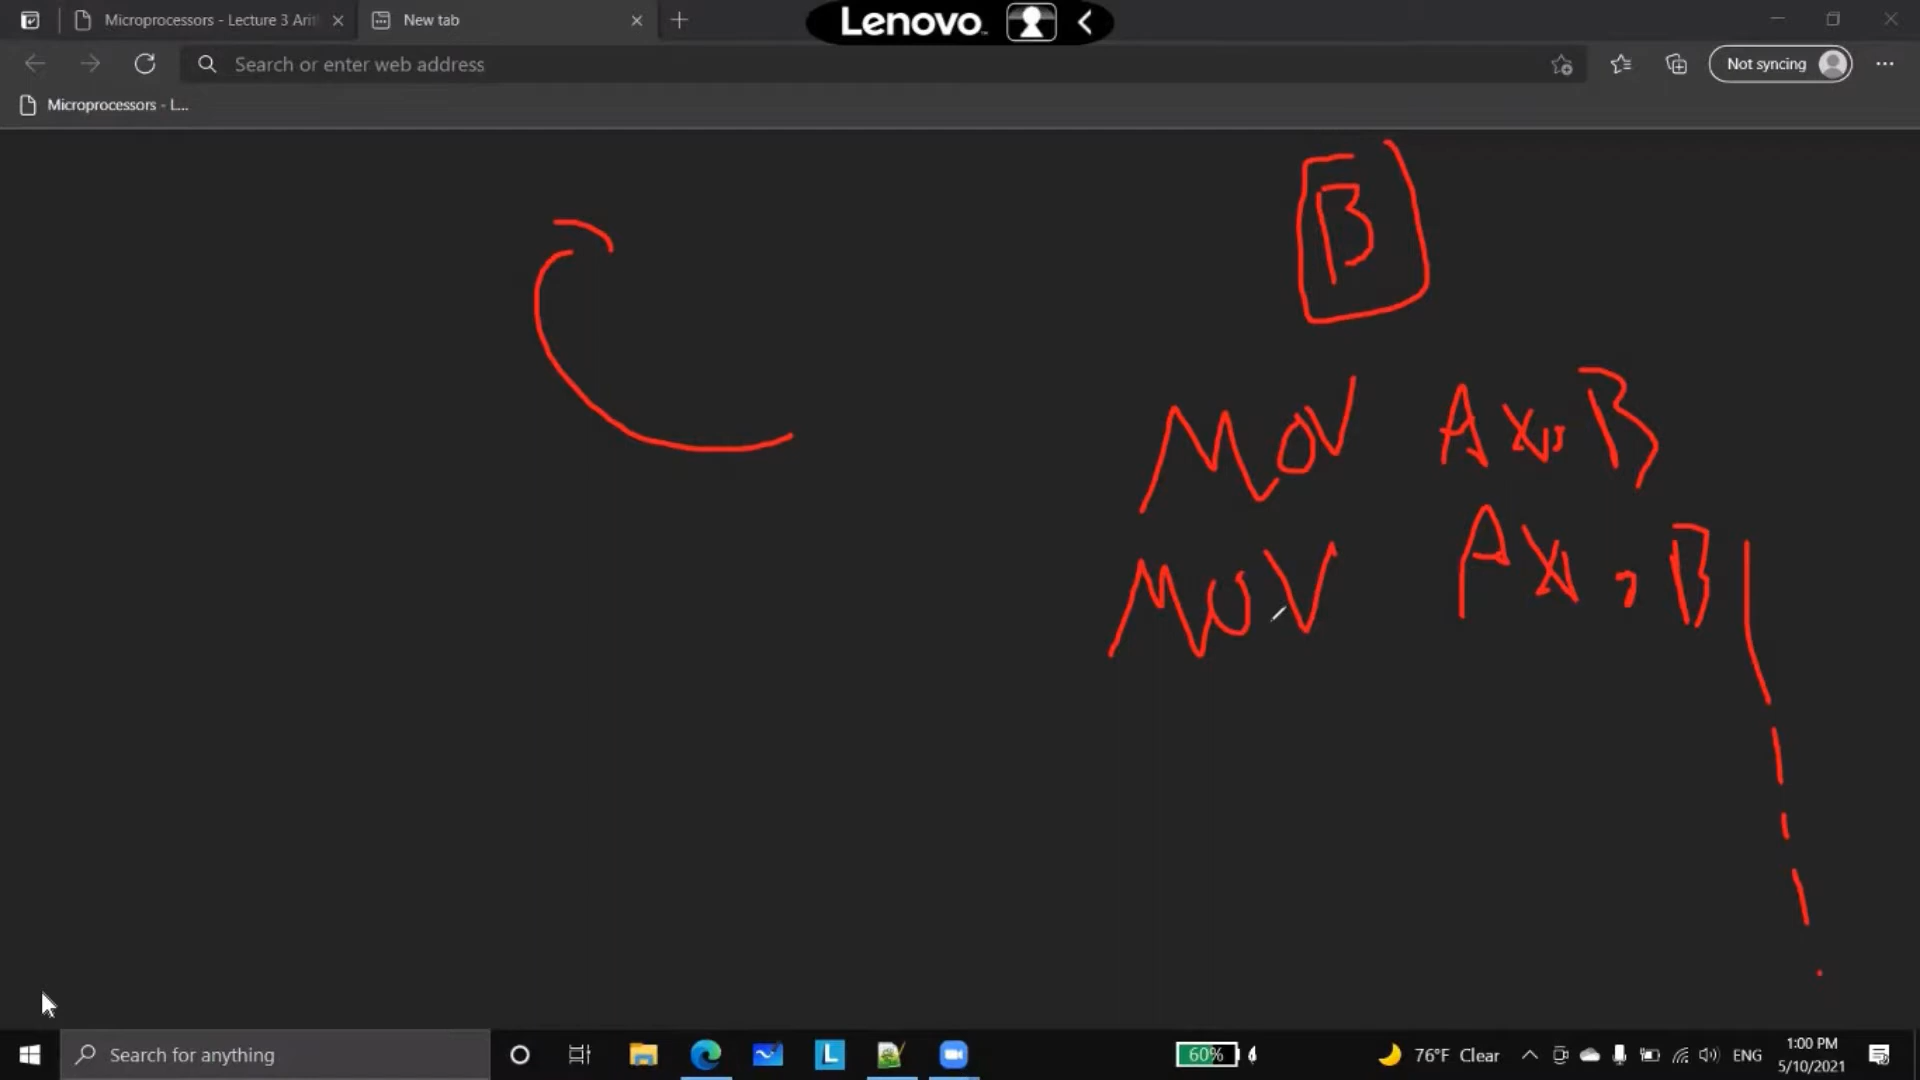 Microprocessors - Lecture 3 Arit
New tab
Lenovo
Search or enter web address
Not syncing
Microprocessors - L...
B
MOV AX, B
MOV AX, B
Search for anything
L
60%
76°F Clear
ENG
1:00 PM
5/10/2021